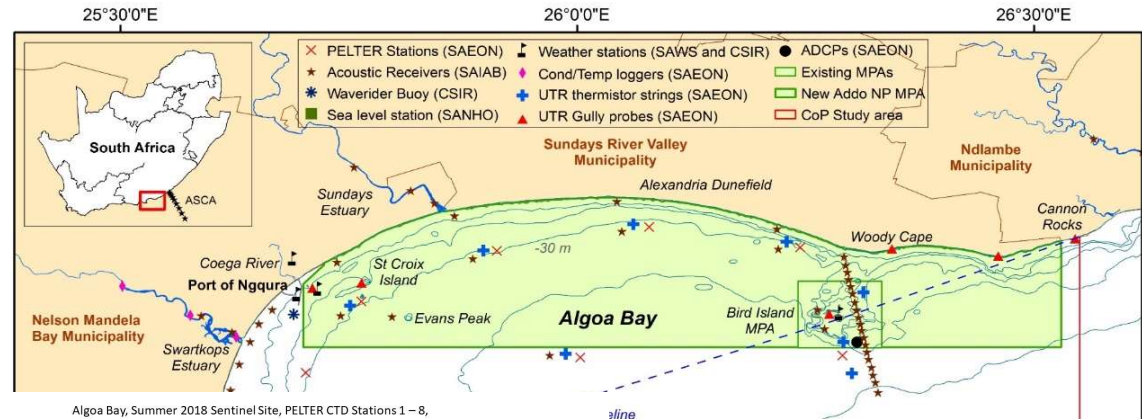 25°30'0"E
26°0'0"E
26°30'0"E
PELTER Stations (SAEON)
Acoustic Receivers (SAIAB)
Waverider Buoy (CSIR)
Sea level station (SANHO)
Weather stations (SAWS and CSIR)
Cond/Temp loggers (SAEON)
UTR thermistor strings (SAEON)
UTR Gully probes (SAEON)
ADCPs (SAEON)
Existing MPAs
New Addo NP MPA
CoP Study area
South Africa
ASCA
Sundays River Valley
Municipality
Ndlambe
Municipality
Sundays
Estuary
Alexandria Dunefield
Cannon
Rocks
Woody Cape
-30 m
Coega River
Port of Ngqura
St Croix
Island
Evans Peak
Algoa Bay
Bird Island
MPA
Nelson Mandela
Bay Municipality
Swartkops
Estuary
Algoa Bay, Summer 2018 Sentinel Site, PELTER CTD Stations 1 – 8,
eline